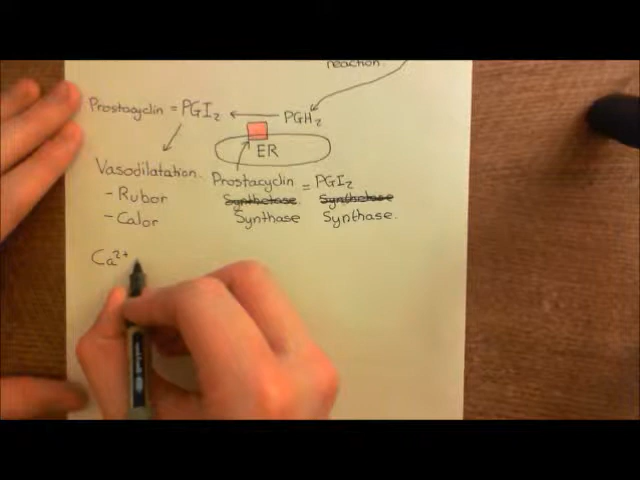 reaction.
Prostacyclin = PGI₂ ← PGH₂
ER
Vasodilatation. Prostacyclin = PGI₂
- Rubor Synthetase. Synthetase
- Calor Synthase Synthase.
Ca²⁺